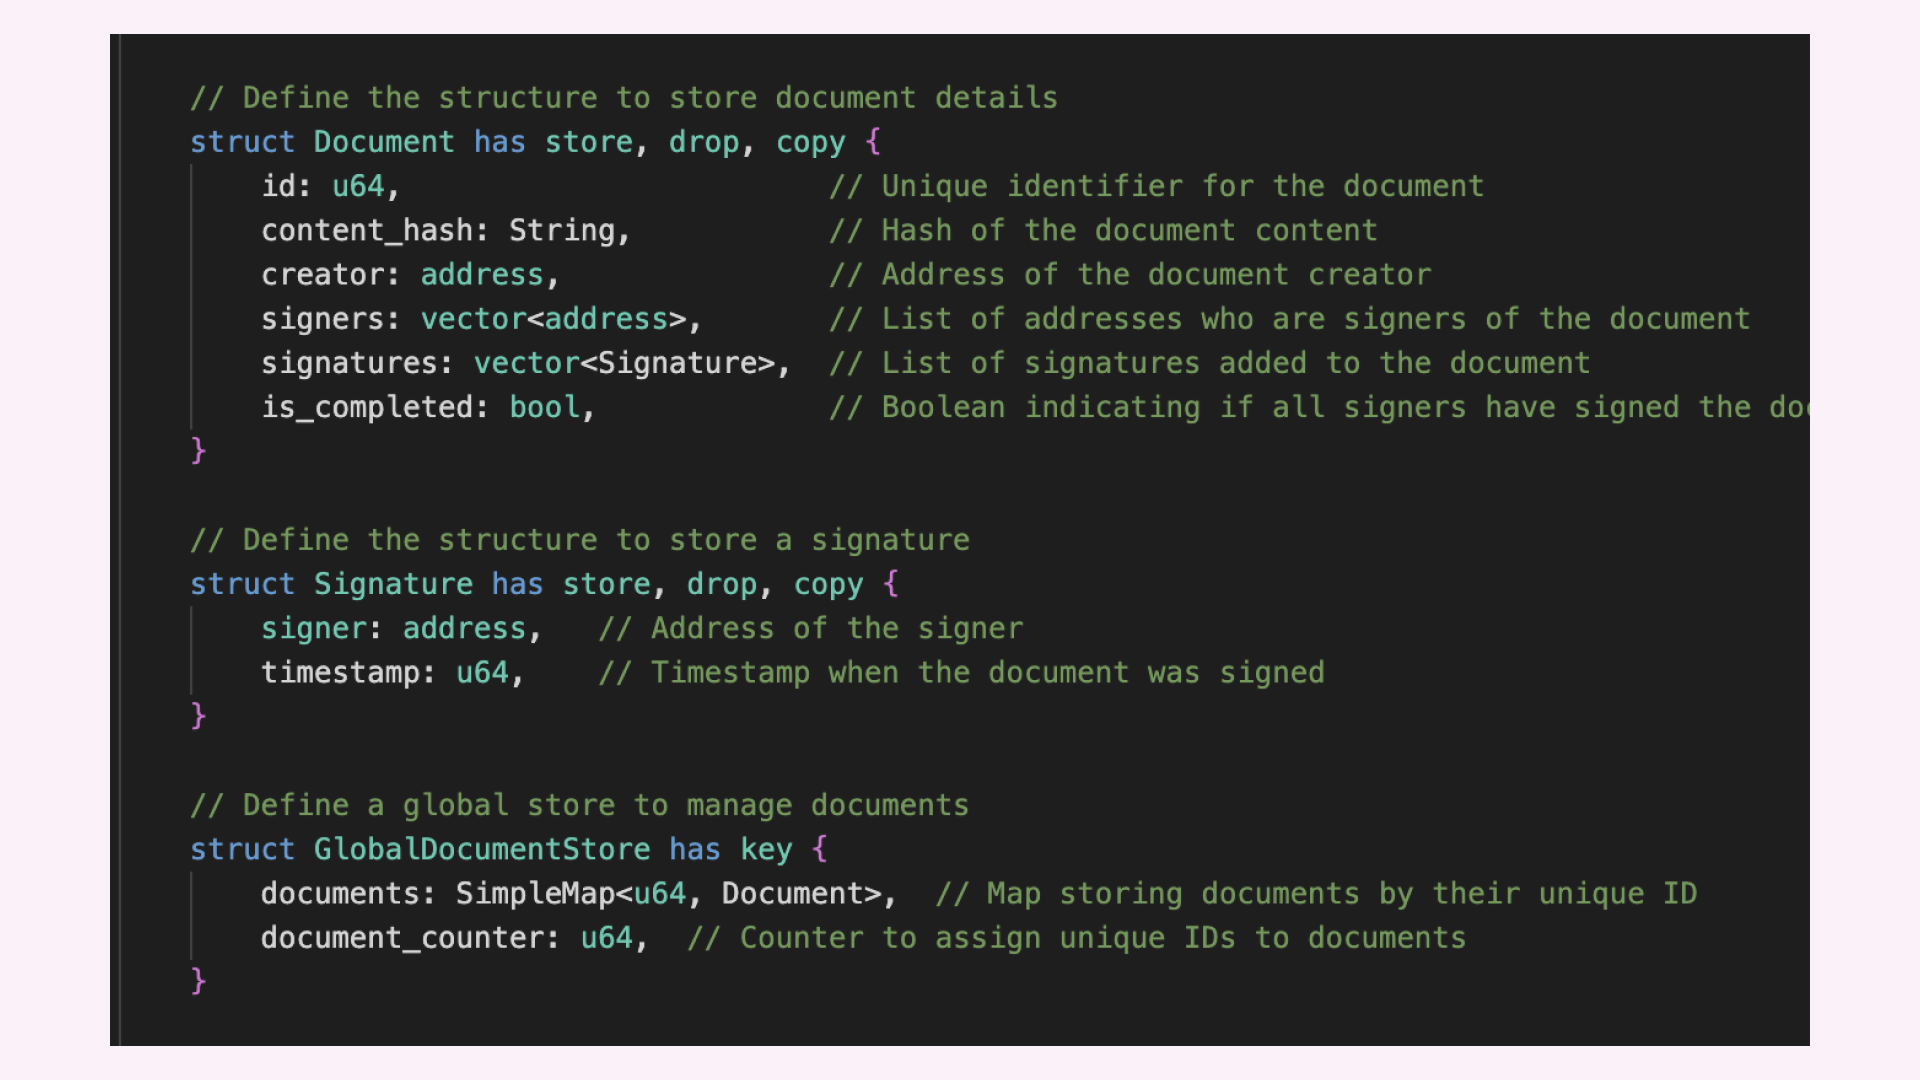 // Define the structure to store document details
struct Document has store, drop, copy {
id: u64, // Unique identifier for the document
content_hash: String, // Hash of the document content
creator: address, // Address of the document creator
signers: vector<address>, // List of addresses who are signers of the document
signatures: vector<Signature>, // List of signatures added to the document
is_completed: bool, // Boolean indicating if all signers have signed the
}
// Define the structure to store a signature
struct Signature has store, drop, copy {
signer: address, // Address of the signer
timestamp: u64, // Timestamp when the document was signed
}
// Define a global store to manage documents
struct GlobalDocumentStore has key {
documents: SimpleMap<u64, Document>, // Map storing documents by their unique ID
document_counter: u64, // Counter to assign unique IDs to documents
}